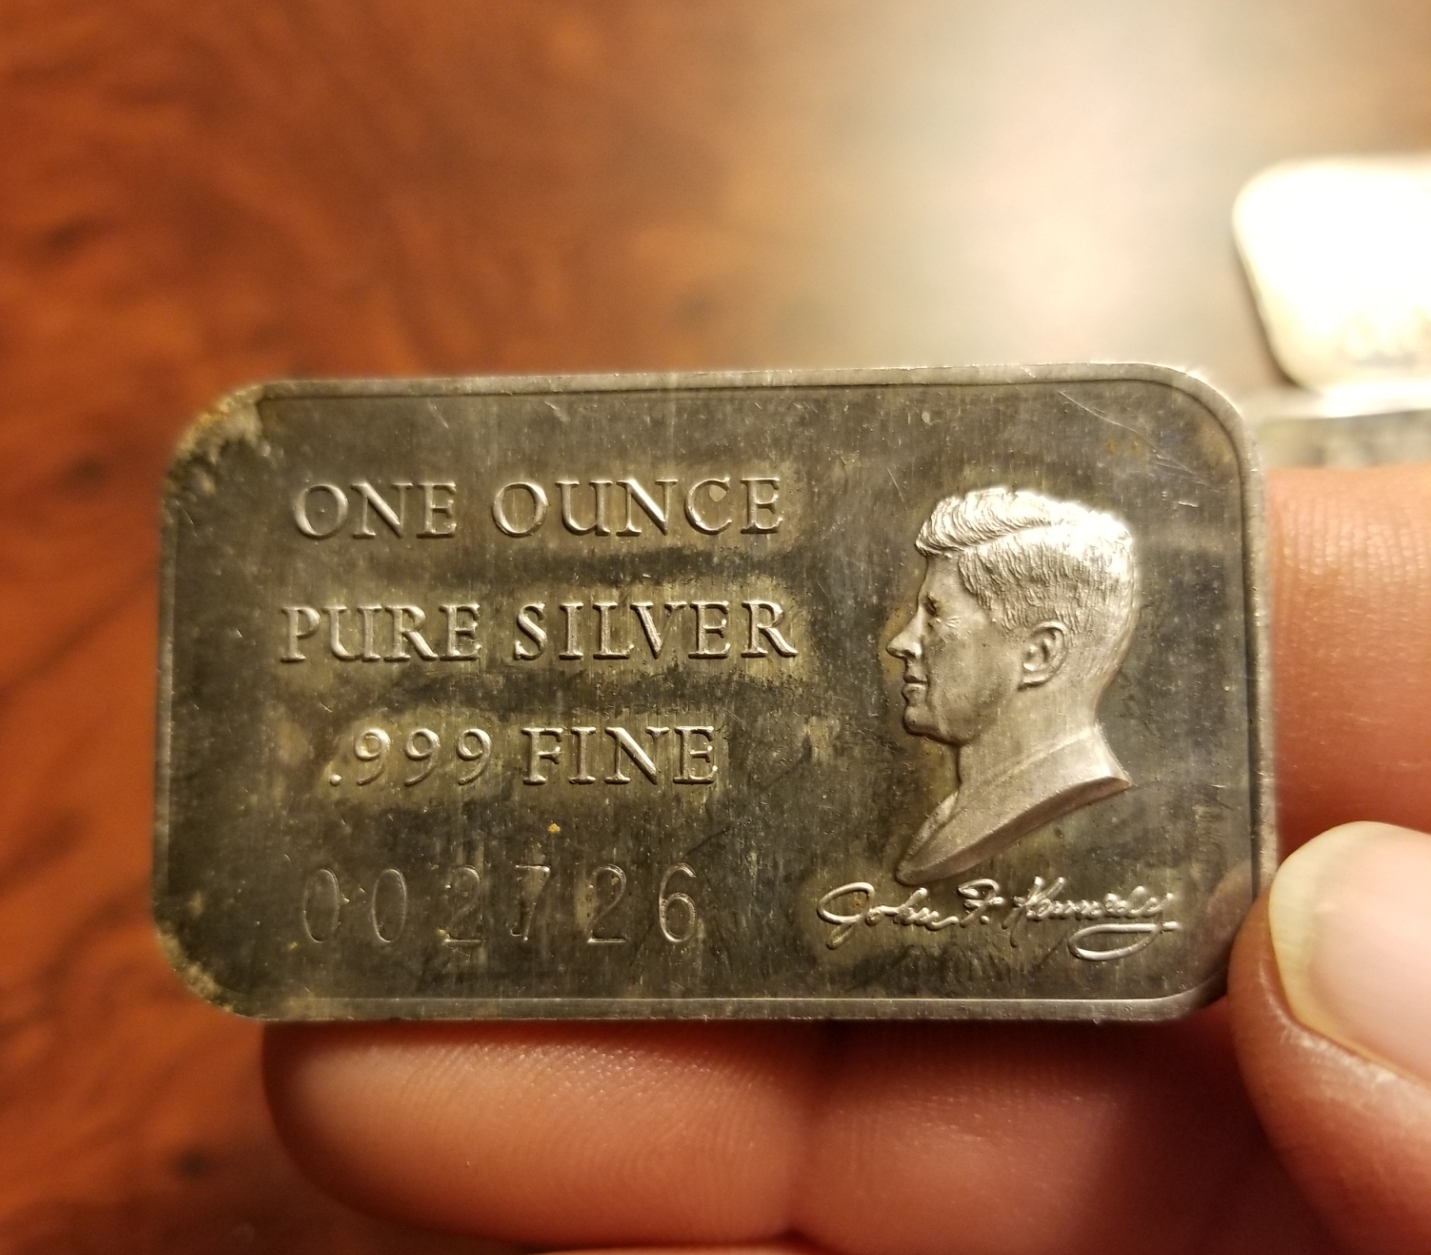 ONE OUNCE
PURE SILVER
.999 FINE
002726
John F. Kennedy